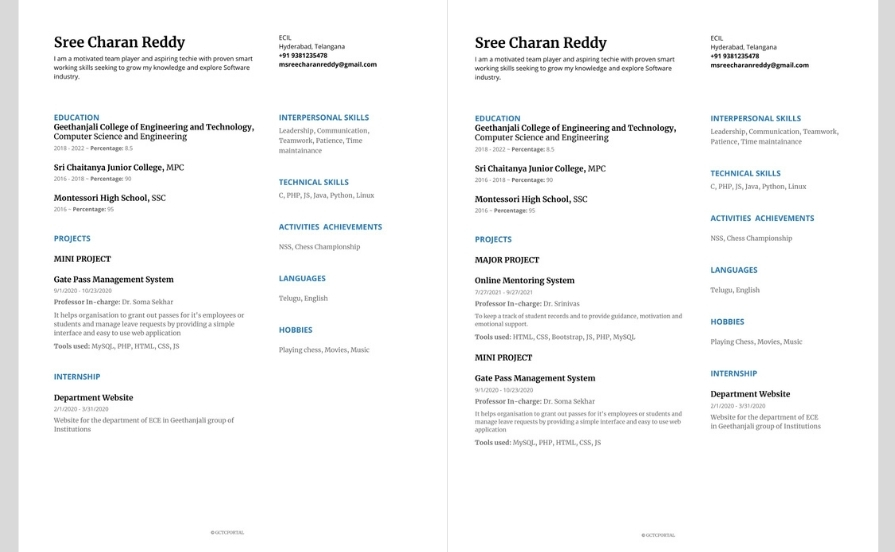 Sree Charan Reddy
I am a motivated team player and aspiring techie with proven smart
working skills seeking to grow my knowledge and explore Software
industry.
ECIL
Hyderabad, Telangana
+91 9381235478
msreecharanreddy@gmail.com
EDUCATION
Geethanjali College of Engineering and Technology,
Computer Science and Engineering
2018 - 2022 – Percentage: 8.5
Sri Chaitanya Junior College, MPC
2016 - 2018 – Percentage: 90
Montessori High School, SSC
2016 – Percentage: 95
PROJECTS
MINI PROJECT
Gate Pass Management System
9/1/2020 - 10/23/2020
Professor In-charge: Dr. Soma Sekhar
It helps organisation to grant out passes for it's employees or
students and manage leave requests by providing a simple
interface and easy to use web application
Tools used: MySQL, PHP, HTML, CSS, JS
INTERNSHIP
Department Website
2/1/2020 - 3/31/2020
Website for the department of ECE in Geethanjali group of
Institutions
INTERPERSONAL SKILLS
Leadership, Communication,
Teamwork, Patience, Time
maintainance
TECHNICAL SKILLS
C, PHP, JS, Java, Python, Linux
ACTIVITIES ACHIEVEMENTS
NSS, Chess Championship
LANGUAGES
Telugu, English
HOBBIES
Playing chess, Movies, Music
©GCTCPORTAL
Sree Charan Reddy
I am a motivated team player and aspiring techie with proven smart
working skills seeking to grow my knowledge and explore Software
industry.
ECIL
Hyderabad, Telangana
+91 9381235478
msreecharanreddy@gmail.com
EDUCATION
Geethanjali College of Engineering and Technology,
Computer Science and Engineering
2018 - 2022 – Percentage: 8.5
Sri Chaitanya Junior College, MPC
2016 - 2018 – Percentage: 90
Montessori High School, SSC
2016 – Percentage: 95
PROJECTS
MAJOR PROJECT
Online Mentoring System
7/27/2021 - 9/27/2021
Professor In-charge: Dr. Srinivas
To keep a track of student records and to provide guidance, motivation and
emotional support.
Tools used: HTML, CSS, Bootstrap, JS, PHP, MySQL
MINI PROJECT
Gate Pass Management System
9/1/2020 - 10/23/2020
Professor In-charge: Dr. Soma Sekhar
It helps organisation to grant out passes for it's employees or students and
manage leave requests by providing a simple interface and easy to use web
application
Tools used: MySQL, PHP, HTML, CSS, JS
INTERPERSONAL SKILLS
Leadership, Communication, Teamwork,
Patience, Time maintainance
TECHNICAL SKILLS
C, PHP, JS, Java, Python, Linux
ACTIVITIES ACHIEVEMENTS
NSS, Chess Championship
LANGUAGES
Telugu, English
HOBBIES
Playing Chess, Movies, Music
INTERNSHIP
Department Website
2/1/2020 - 3/31/2020
Website for the department of ECE
in Geethanjali group of Institutions
©GCTCPORTAL